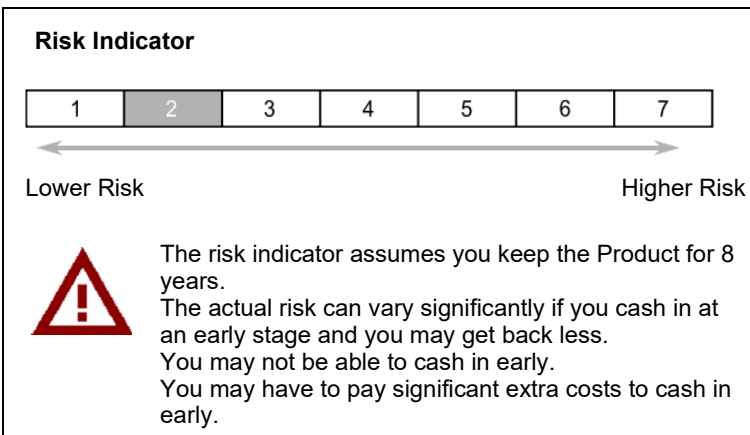 Risk Indicator
1 2 3 4 5 6 7
Lower Risk Higher Risk
The risk indicator assumes you keep the Product for 8
years.
The actual risk can vary significantly if you cash in at
an early stage and you may get back less.
You may not be able to cash in early.
You may have to pay significant extra costs to cash in
early.